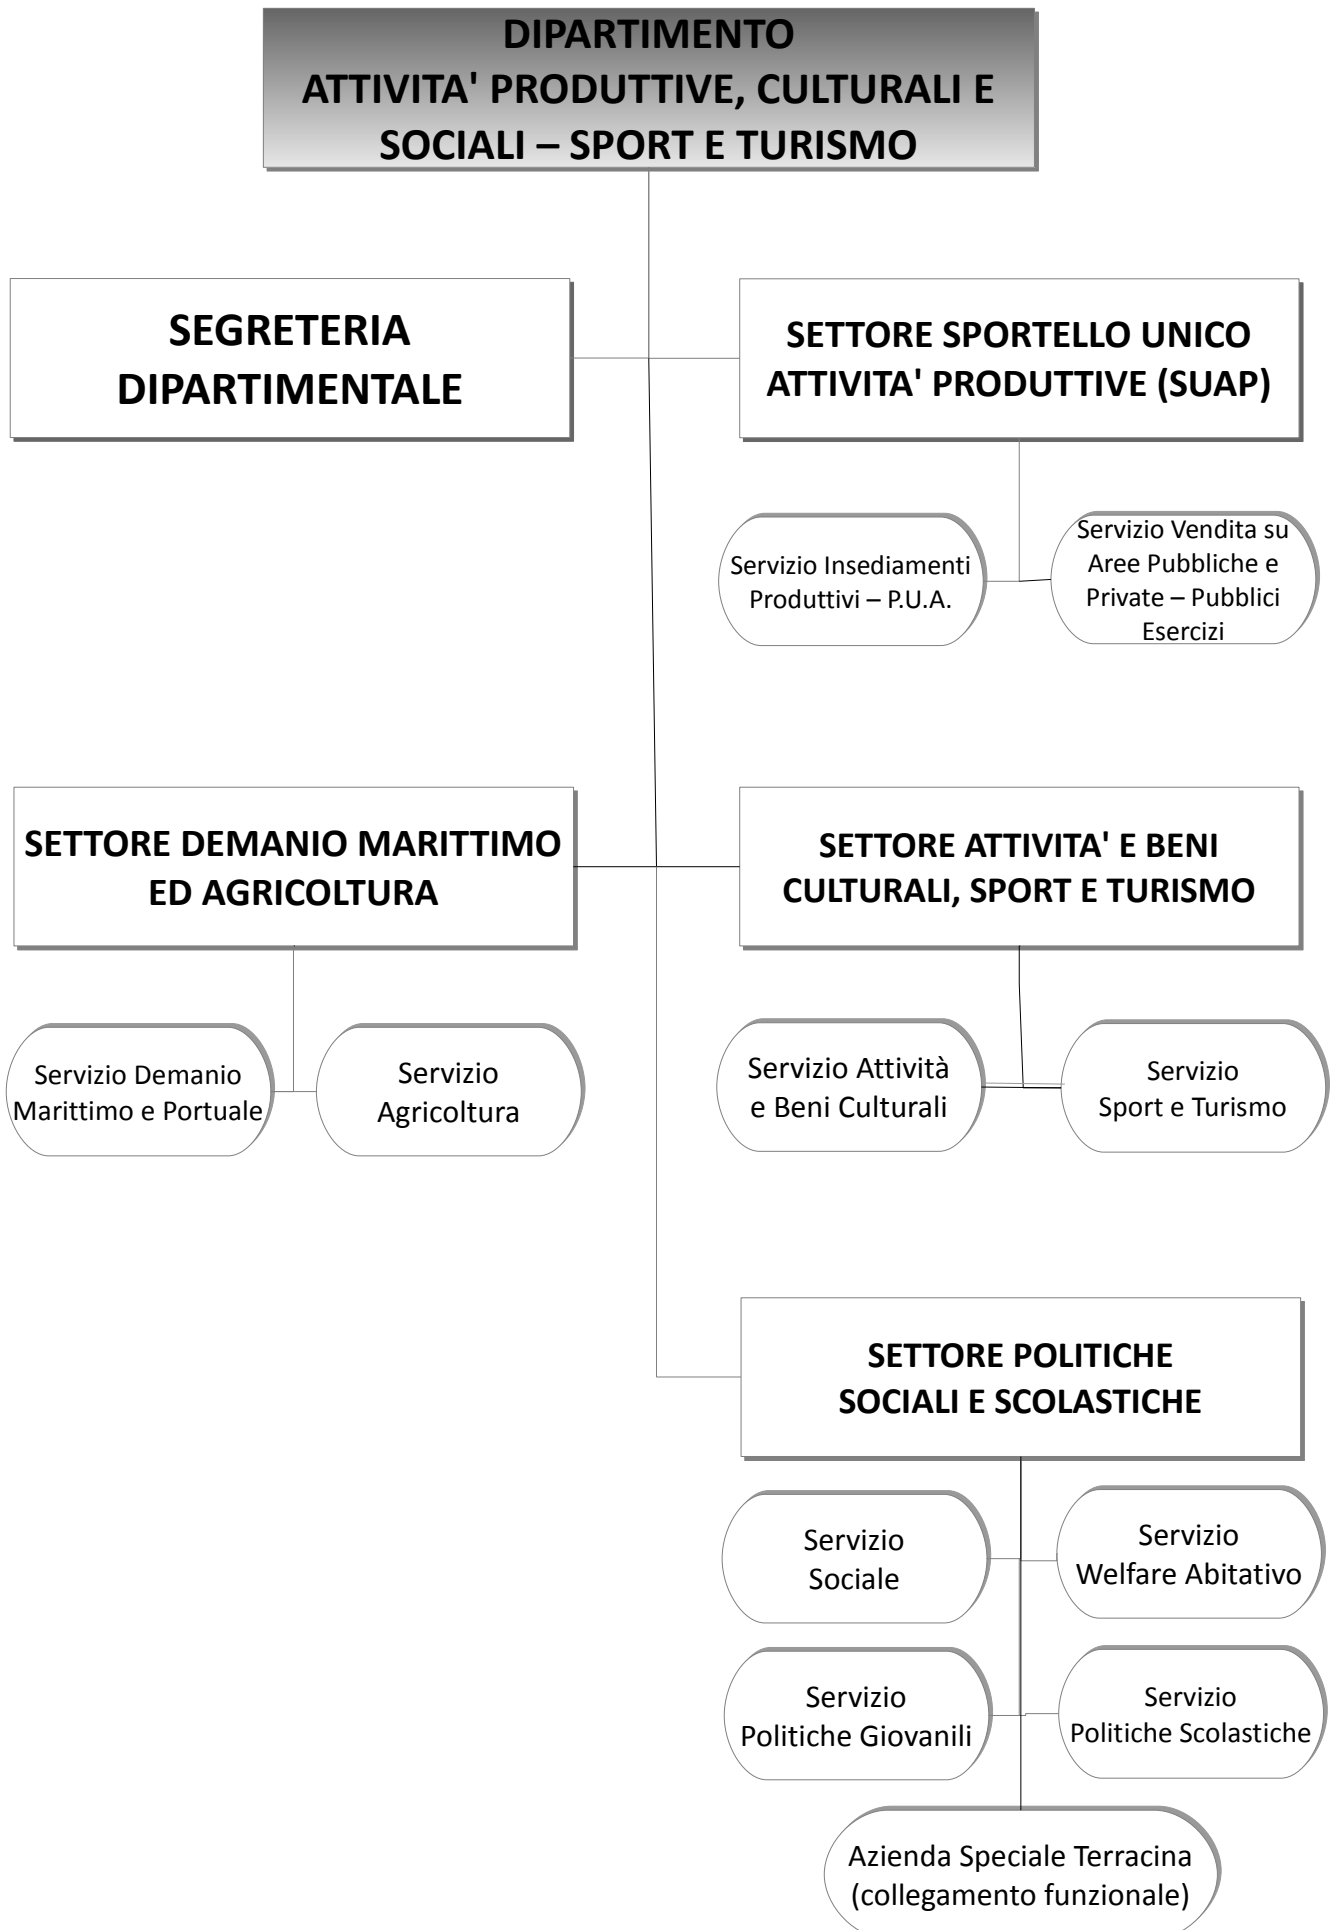 DIPARTIMENTO
ATTIVITA' PRODUTTIVE, CULTURALI E
SOCIALI – SPORT E TURISMO
SEGRETERIA
DIPARTIMENTALE
SETTORE SPORTELLO UNICO
ATTIVITA' PRODUTTIVE (SUAP)
Servizio Insediamenti
Produttivi – P.U.A.
Servizio Vendita su
Aree Pubbliche e
Private – Pubblici
Esercizi
SETTORE DEMANIO MARITTIMO
ED AGRICOLTURA
SETTORE ATTIVITA' E BENI
CULTURALI, SPORT E TURISMO
Servizio Demanio
Marittimo e Portuale
Servizio
Agricoltura
Servizio Attività
e Beni Culturali
Servizio
Sport e Turismo
SETTORE POLITICHE
SOCIALI E SCOLASTICHE
Servizio
Sociale
Servizio
Welfare Abitativo
Servizio
Politiche Giovanili
Servizio
Politiche Scolastiche
Azienda Speciale Terracina
(collegamento funzionale)